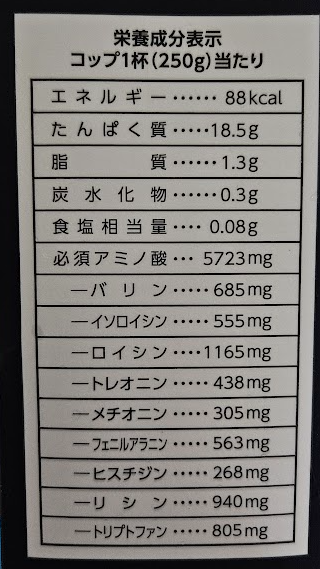 栄養成分表示
コップ1杯(250g)当たり
エネルギー‥‥‥ 88kcal
たんぱく質‥‥‥18.5g
脂質‥‥‥ 1.3g
炭水化物‥‥‥0.3g
食塩相当量‥‥ 0.08g
必須アミノ酸‥‥ 5723mg
―バリン‥‥‥685mg
―イソロイシン‥‥‥555mg
―ロイシン‥‥‥1165mg
―トレオニン‥‥‥438mg
―メチオニン‥‥‥305mg
―フェニルアラニン‥‥‥563mg
―ヒスチジン‥‥‥268mg
―リシン‥‥‥940mg
―トリプトファン‥‥‥805mg